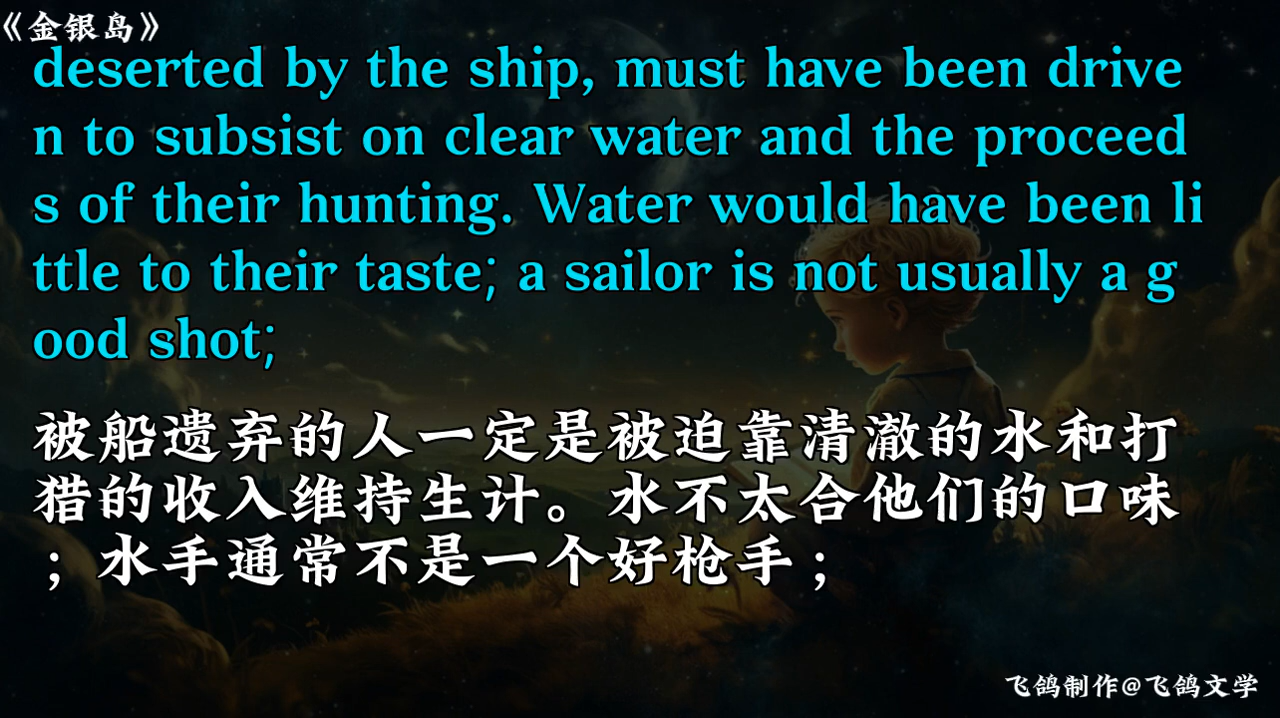 《金银岛》
deserted by the ship, must have been drive
n to subsist on clear water and the proceed
s of their hunting. Water would have been li
ttle to their taste; a sailor is not usually a g
ood shot;
被船遗弃的人一定是被迫靠清澈的水和打
猎的收入维持生计。水不太合他们的口味
；水手通常不是一个好枪手；
飞鸽制作@飞鸽文学